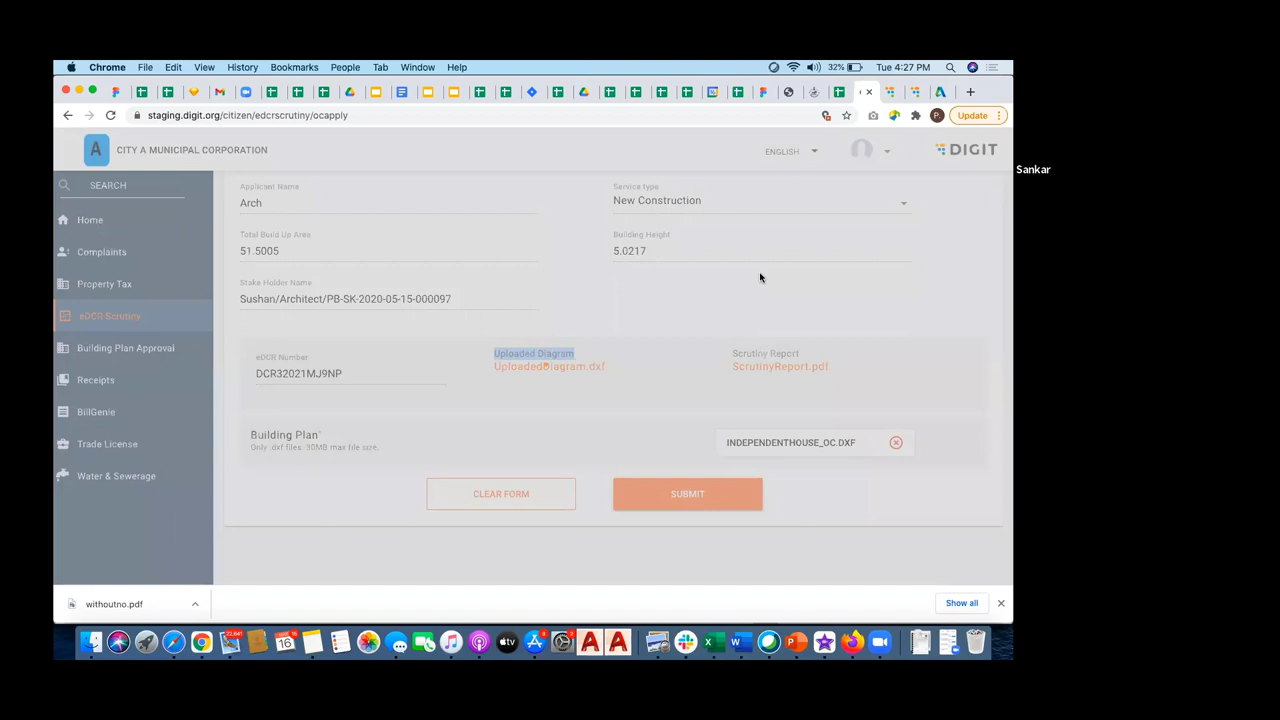 Chrome File Edit View History Bookmarks People Tab Window Help 32% Tue 4:27 PM
staging.digit.org/citizen/edcrscrutiny/ocapply Update
A CITY A MUNICIPAL CORPORATION ENGLISH DIGIT
Sankar
SEARCH
Home
Complaints
Property Tax
eDCR Scrutiny
Building Plan Approval
Receipts
BillGenie
Trade License
Water & Sewerage
Applicant Name Service type
Arch New Construction
Total Build Up Area Building Height
51.5005 5.0217
Stake Holder Name
Sushan/Architect/PB-SK-2020-05-15-000097
eDCR Number Uploaded Diagram Scrutiny Report
DCR32021MJ9NP UploadedDiagram.dxf ScrutinyReport.pdf
Building Plan*
Only .dxf files. 30MB max file size.
INDEPENDENTHOUSE_OC.DXF
CLEAR FORM SUBMIT
withoutno.pdf Show all